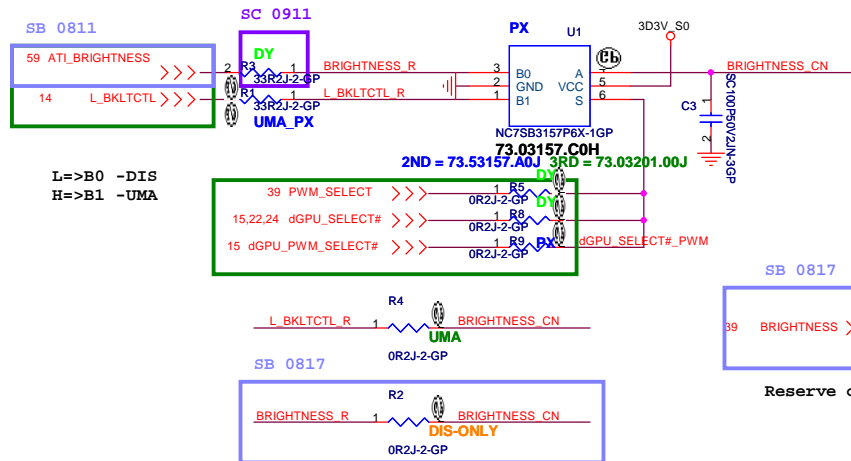 SC 0911
SB 0811
PX
U1
3D3V_S0
59 ATI_BRIGHTNESS
DY
2 R3 1
33R2J-2-GP
BRIGHTNESS_R
3 B0
A
BRIGHTNESS_CN
2 GND
VCC 5
14 L_BKLTCTL
R1 1
33R2J-2-GP
L_BKLTCTL_R
1 B1
S 6
UMA_PX
C3
1
2
SC100P50V2JN-3GP
NC7SB3157P6X-1GP
73.03157.C0H
2ND = 73.53157.A0J 3RD = 73.03201.00J
L=>B0 -DIS
H=>B1 -UMA
DY
39 PWM_SELECT
1 R5
0R2J-2-GP
DY
15,22,24 dGPU_SELECT#
1 R8
0R2J-2-GP
15 dGPU_PWM_SELECT#
1 R9
PX
dGPU_SELECT#_PWM
0R2J-2-GP
SB 0817
39 BRIGHTNESS
Reserve
R4
L_BKLTCTL_R 1
BRIGHTNESS_CN
UMA
0R2J-2-GP
SB 0817
R2
BRIGHTNESS_R 1
BRIGHTNESS_CN
DIS-ONLY
0R2J-2-GP